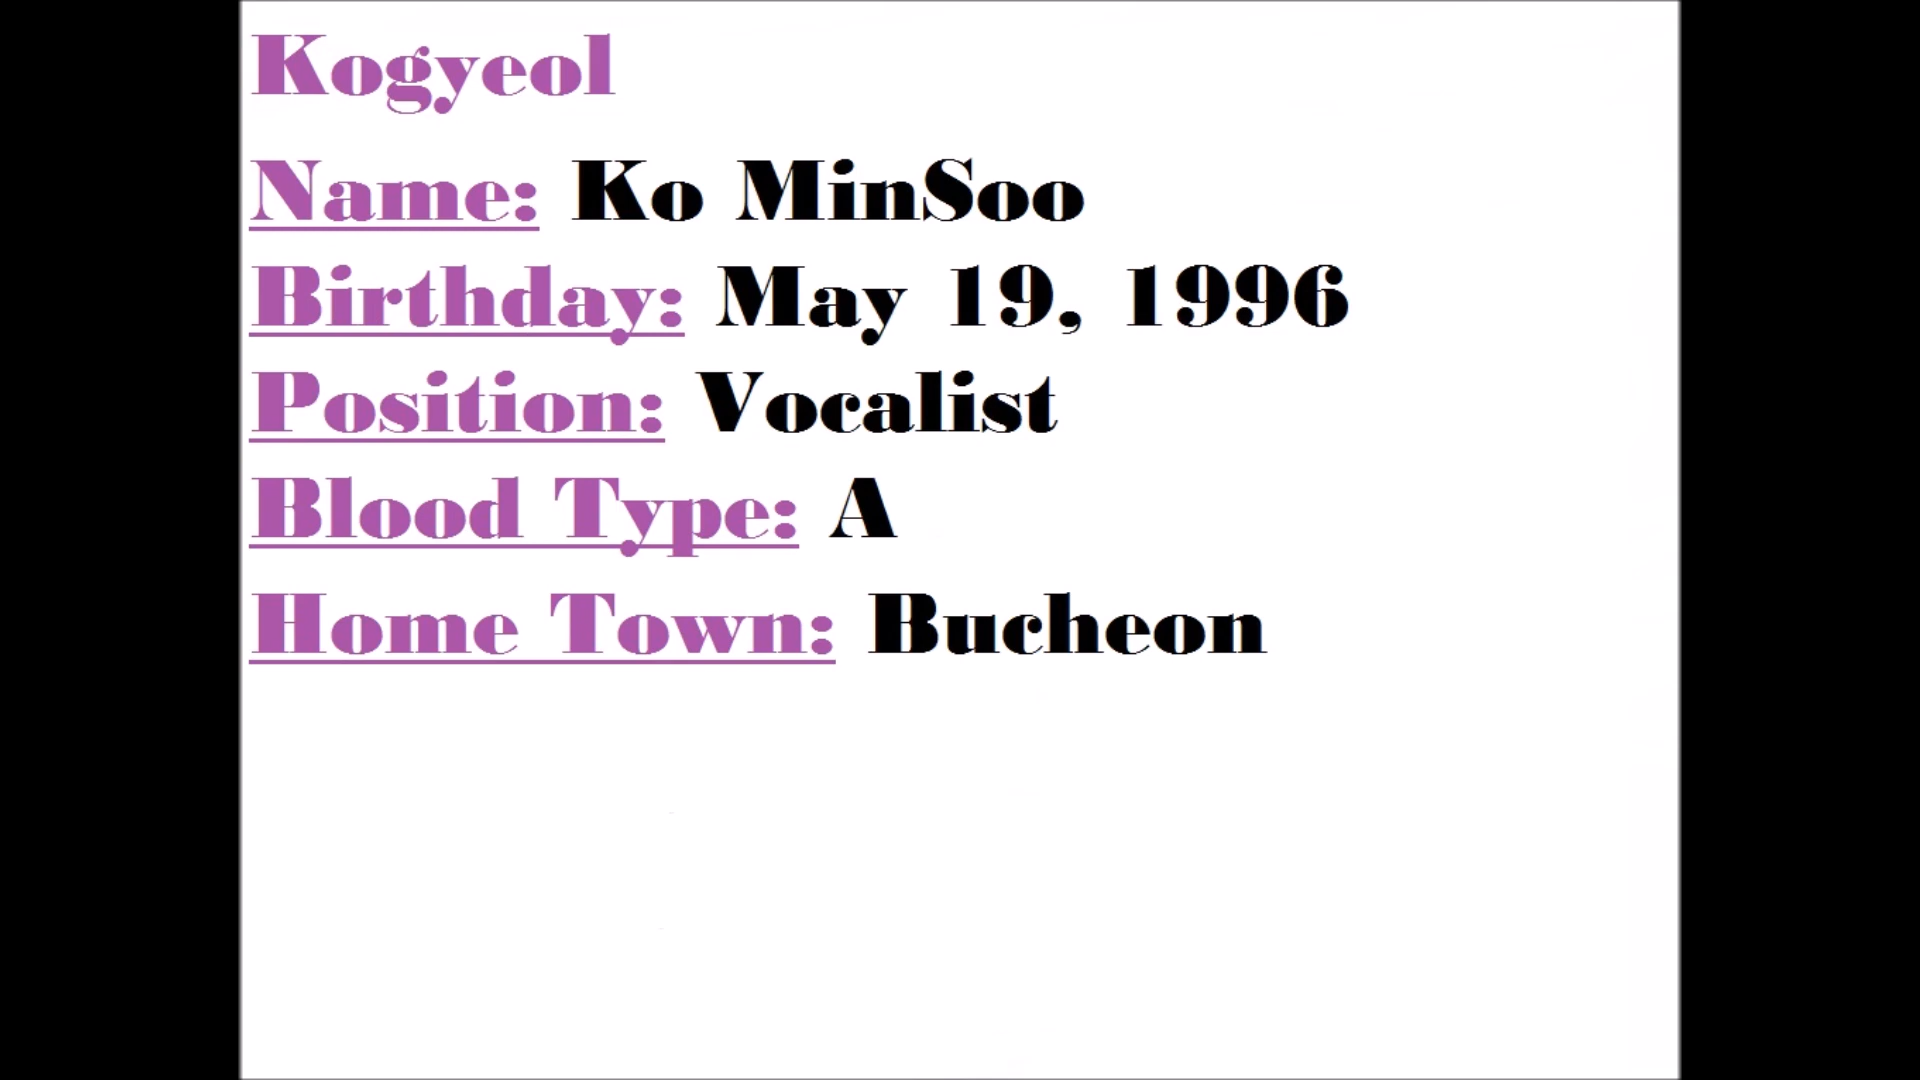 Kogyeol
Name: Ko MinSoo
Birthday: May 19, 1996
Position: Vocalist
Blood Type: A
Home Town: Bucheon